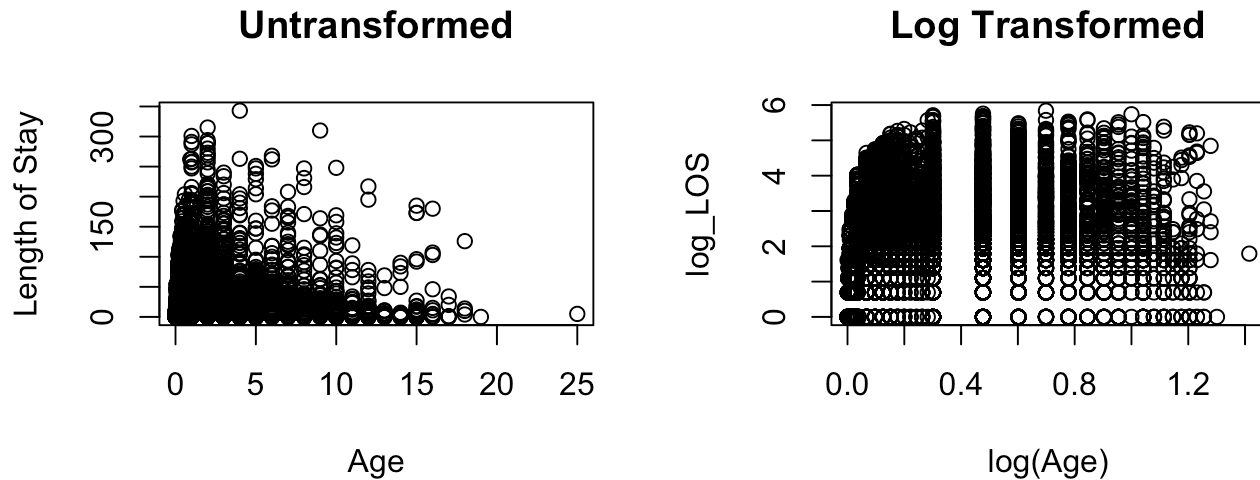 Untransformed
Length of Stay
300
150
0
0 5 10 15 20 25
Age
Log Transformed
log_LOS
6
4
2
0
0.0 0.4 0.8 1.2
log(Age)